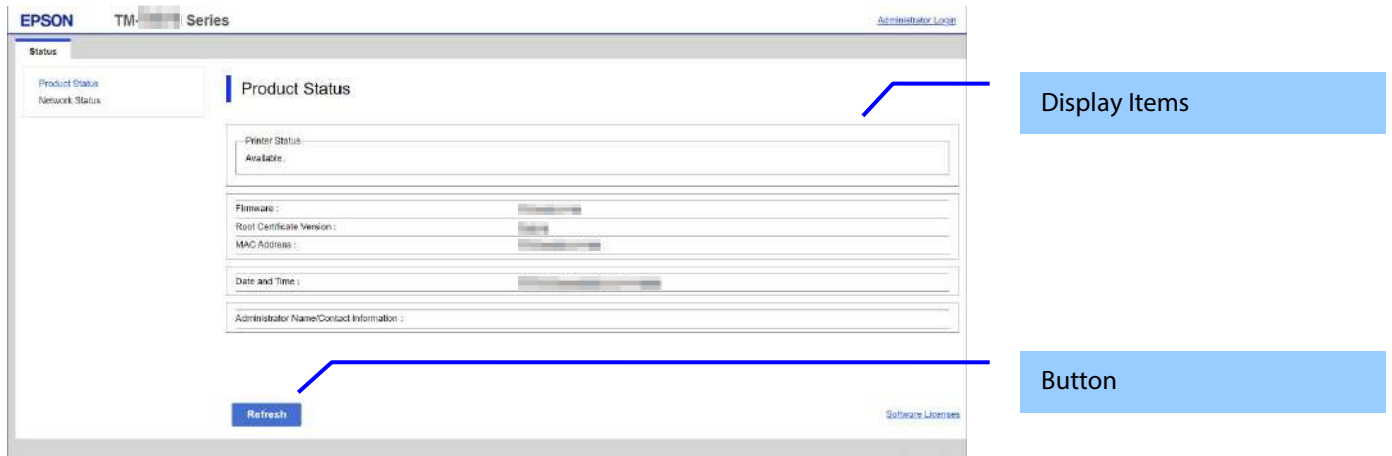 EPSON TM- Series Administrator Login
Status
Product Status
Network Status
Product Status
Display Items
Printer Status
Available.
Firmware :
Root Certificate Version :
MAC Address :
Date and Time :
Administrator Name/Contact Information :
Button
Refresh
Software Licenses